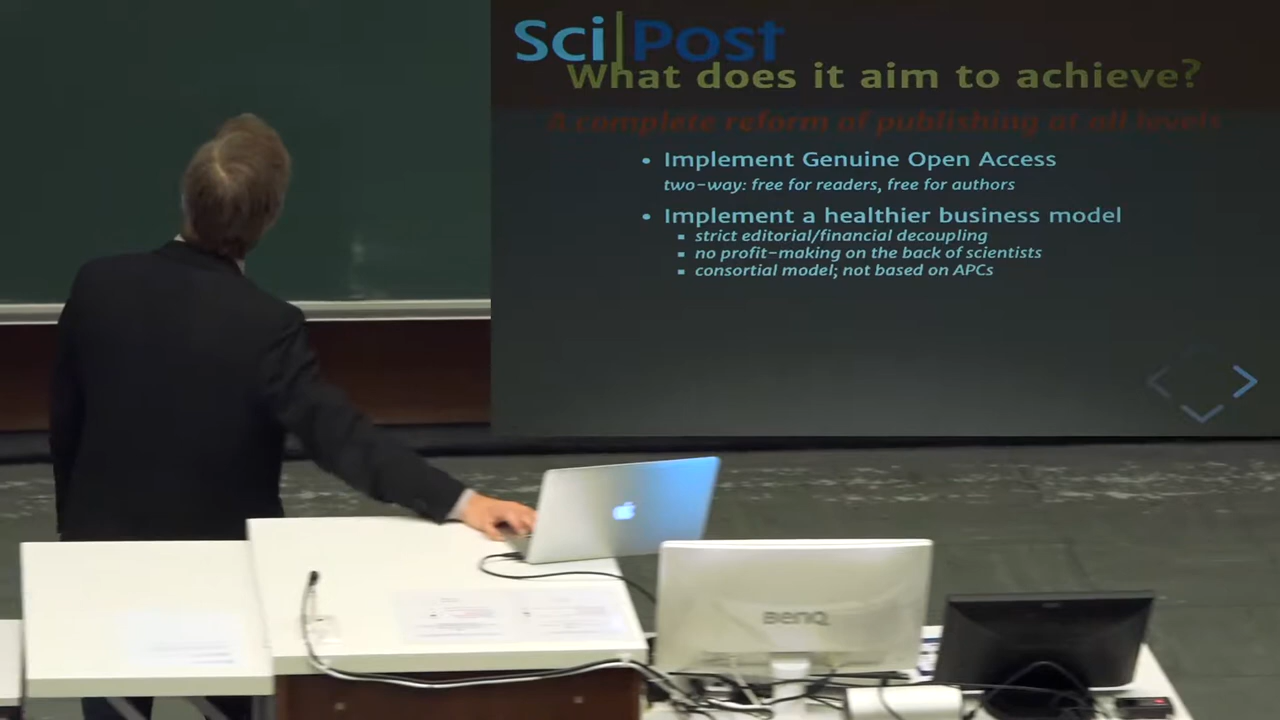 Sci|Post
What does it aim to achieve?
A complete reform of publishing at all levels
• Implement Genuine Open Access
two-way: free for readers, free for authors
• Implement a healthier business model
▪ strict editorial/financial decoupling
▪ no profit-making on the back of scientists
▪ consortial model; not based on APCs
BenQ